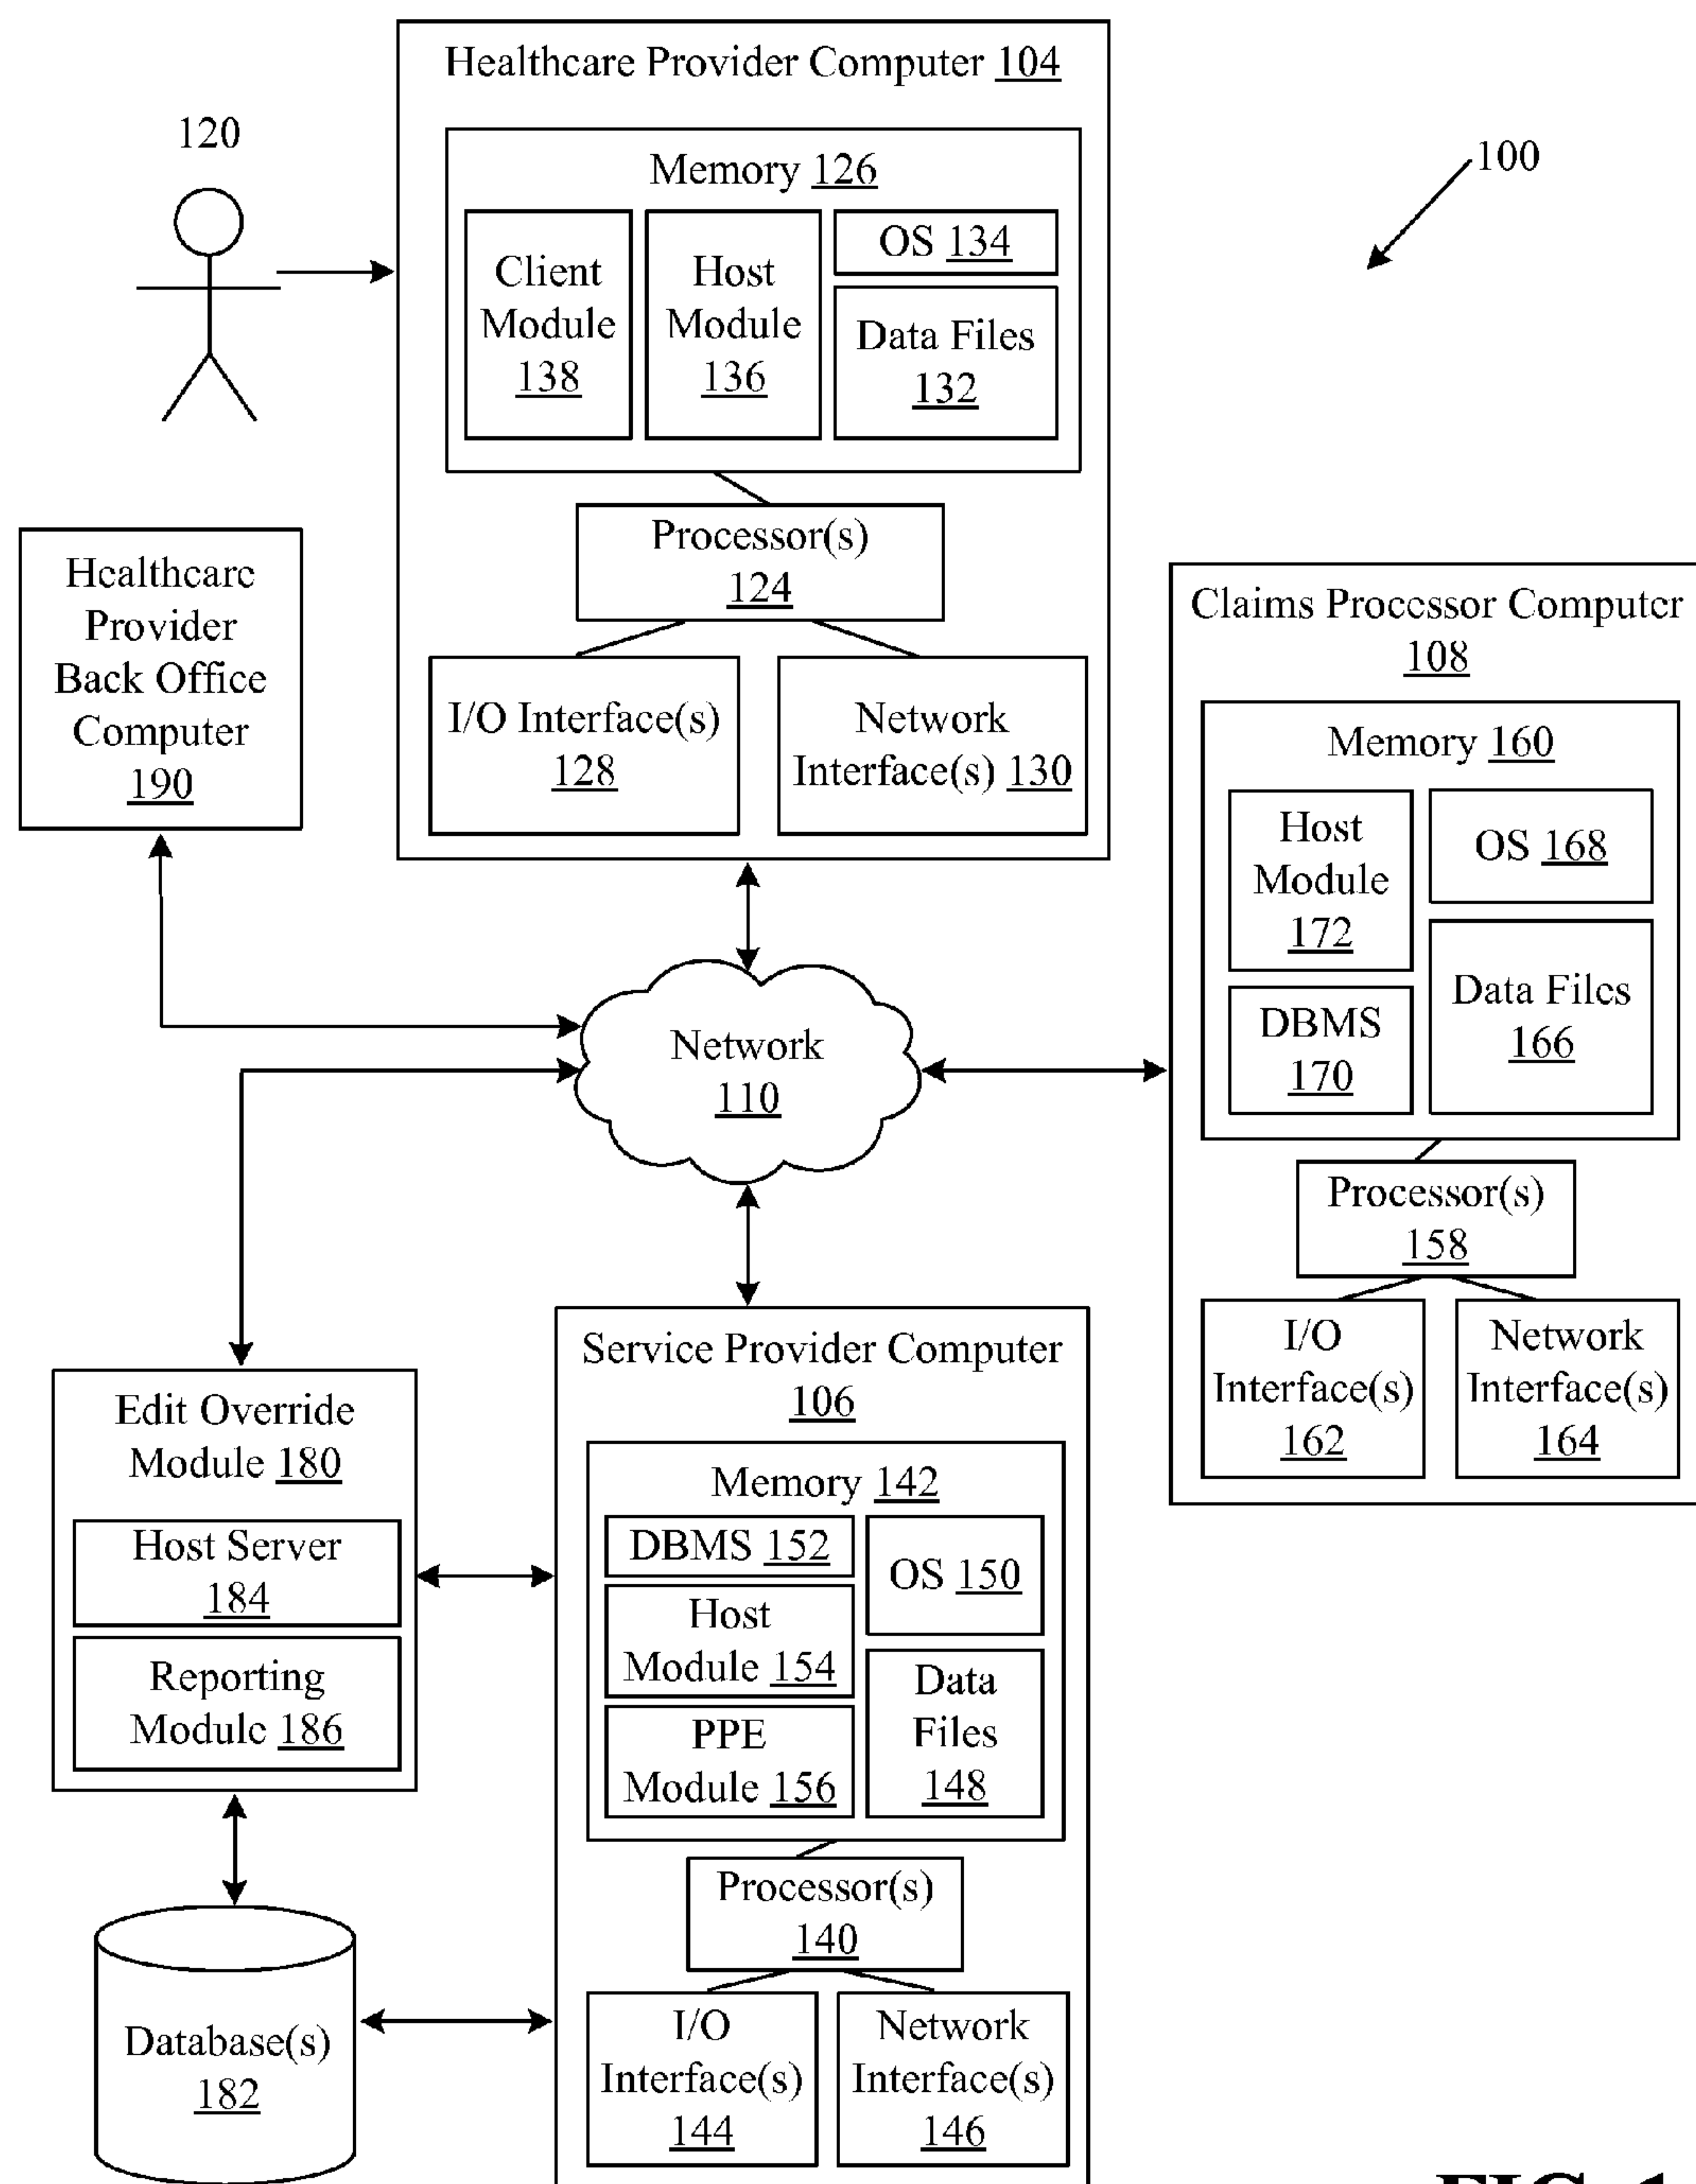 Healthcare Provider Computer 104
120
Memory 126
100
Client
Module
138
Host
Module
136
OS 134
Data Files
132
Processor(s)
124
I/O Interface(s)
128
Network
Interface(s) 130
Healthcare
Provider
Back Office
Computer
190
Claims Processor Computer
108
Memory 160
Host
Module
172
OS 168
DBMS
170
Data Files
166
Processor(s)
158
I/O
Interface(s)
162
Network
Interface(s)
164
Network
110
Edit Override
Module 180
Host Server
184
Reporting
Module 186
Service Provider Computer
106
Memory 142
DBMS 152
OS 150
Host
Module 154
PPE
Module 156
Data
Files
148
Processor(s)
140
I/O
Interface(s)
144
Network
Interface(s)
146
Database(s)
182
FIG. 1